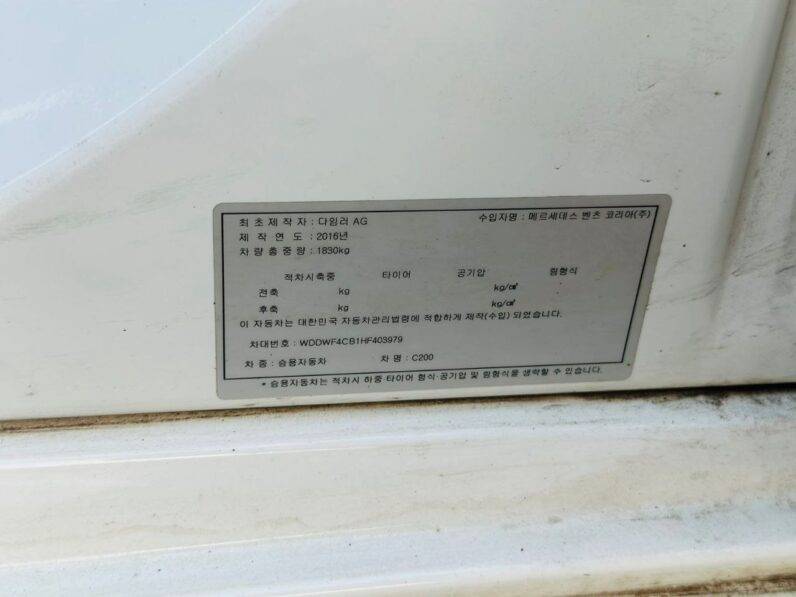 최초제작자 : 다임러 AG 수입자명 : 메르세데스 벤츠 코리아(주)
제 작 연 도 : 2016년
차량총중량 : 1830kg
적차시축중 타이어 공기압 림형식
전축 kg kg/㎠
후축 kg kg/㎠
이 자동차는 대한민국 자동차관리법령에 적합하게 제작(수입) 되었습니다.
차대번호 : WDDWF4CB1HF403979
차 종 : 승용자동차 차 명 : C200
* 승용자동차는 적차시 하중 타이어 형식·공기압 및 림형식을 생략할 수 있습니다.